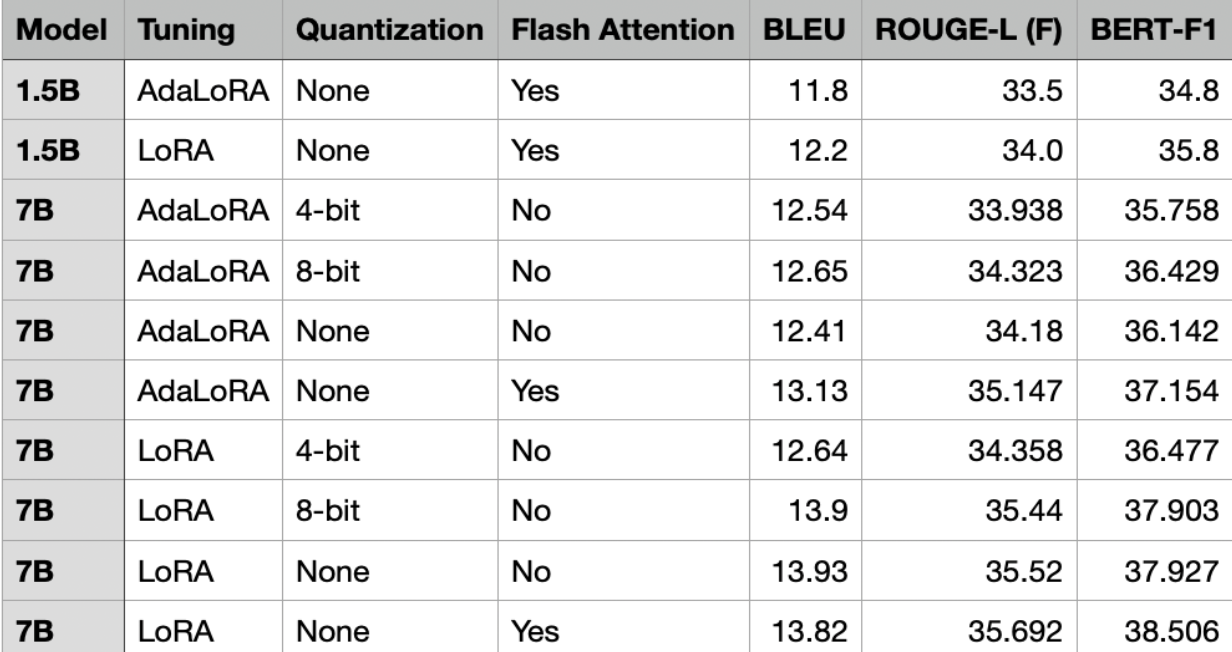 Model Tuning Quantization Flash Attention BLEU ROUGE-L (F) BERT-F1
1.5B AdaLoRA None Yes 11.8 33.5 34.8
1.5B LoRA None Yes 12.2 34.0 35.8
7B AdaLoRA 4-bit No 12.54 33.938 35.758
7B AdaLoRA 8-bit No 12.65 34.323 36.429
7B AdaLoRA None No 12.41 34.18 36.142
7B AdaLoRA None Yes 13.13 35.147 37.154
7B LoRA 4-bit No 12.64 34.358 36.477
7B LoRA 8-bit No 13.9 35.44 37.903
7B LoRA None No 13.93 35.52 37.927
7B LoRA None Yes 13.82 35.692 38.506